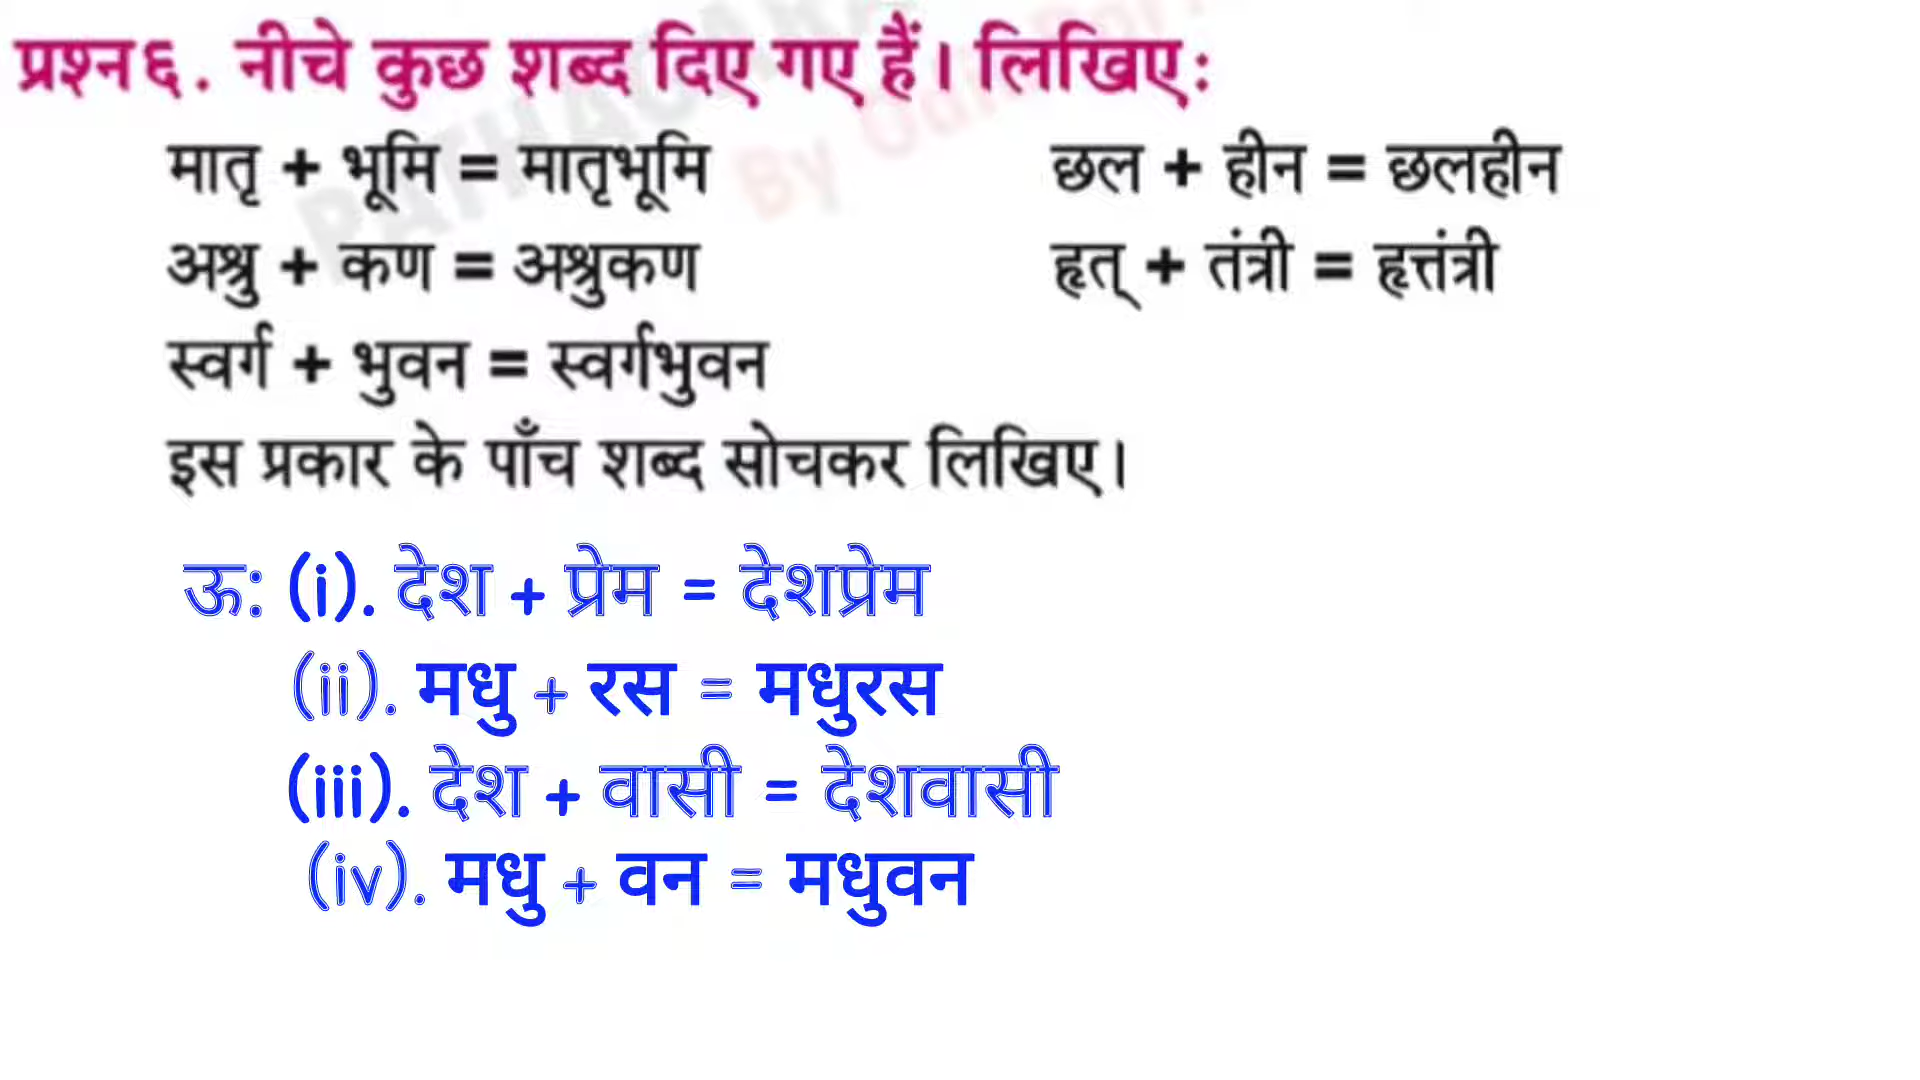 प्रश्न६. नीचे कुछ शब्द दिए गए हैं। लिखिए:
मातृ + भूमि = मातृभूमि छल + हीन = छलहीन
अश्रु + कण = अश्रुकण हृत् + तंत्री = हृत्तंत्री
स्वर्ग + भुवन = स्वर्गभुवन
इस प्रकार के पाँच शब्द सोचकर लिखिए।
ऊ: (i). देश + प्रेम = देशप्रेम
(ii). मधु + रस = मधुरस
(iii). देश + वासी = देशवासी
(iv). मधु + वन = मधुवन